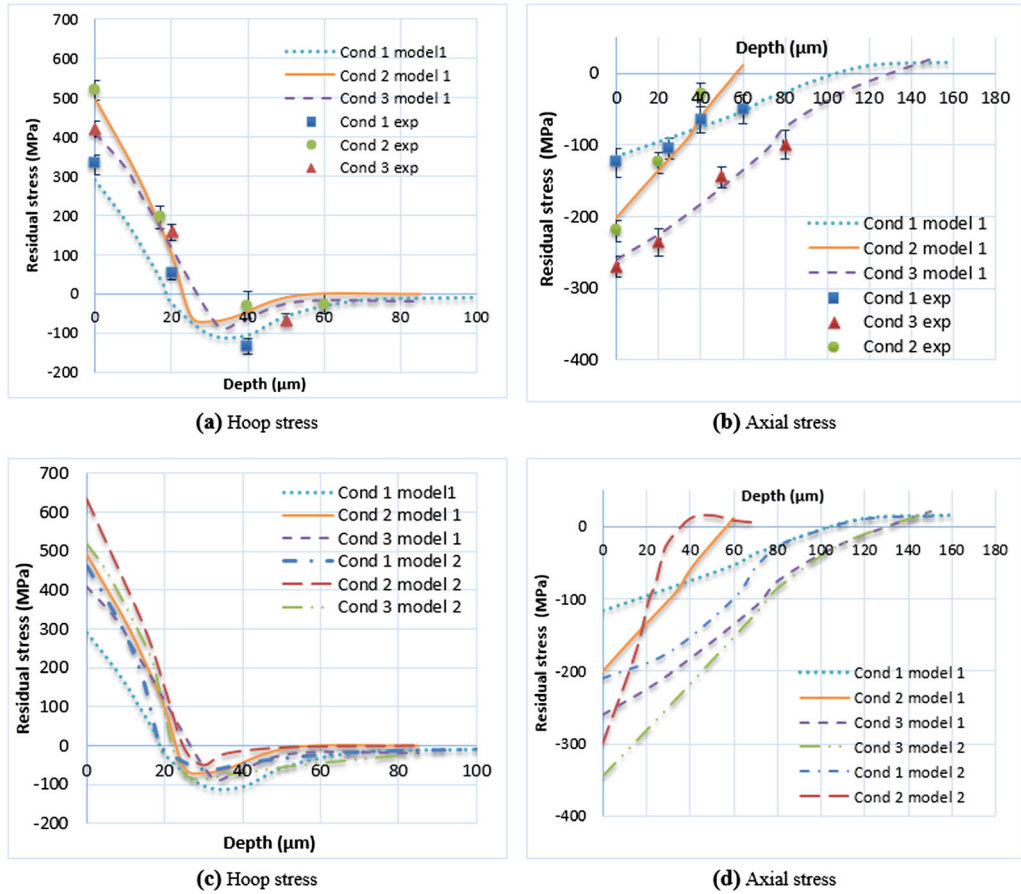 700
600
500
400
300
200
100
0
-100
-200
0
20
40
60
80
100
Residual stress (MPa)
Depth (µm)
Cond 1 model1
Cond 2 model 1
Cond 3 model 1
Cond 1 exp
Cond 2 exp
Cond 3 exp
(a) Hoop stress
Depth (µm)
0
-100
-200
-300
-400
0
20
40
60
80
100
120
140
160
180
Residual stress (MPa)
Cond 1 model 1
Cond 2 model 1
Cond 3 model 1
Cond 1 exp
Cond 3 exp
Cond 2 exp
(b) Axial stress
700
600
500
400
300
200
100
0
-100
-200
0
20
40
60
80
100
Residual stress (MPa)
Depth (µm)
Cond 1 model1
Cond 2 model 1
Cond 3 model 1
Cond 1 model 2
Cond 2 model 2
Cond 3 model 2
(c) Hoop stress
Depth (µm)
0
-100
-200
-300
-400
0
20
40
60
80
100
120
140
160
180
Residual stress (MPa)
Cond 1 model 1
Cond 2 model 1
Cond 3 model 1
Cond 3 model 2
Cond 1 model 2
Cond 2 model 2
(d) Axial stress